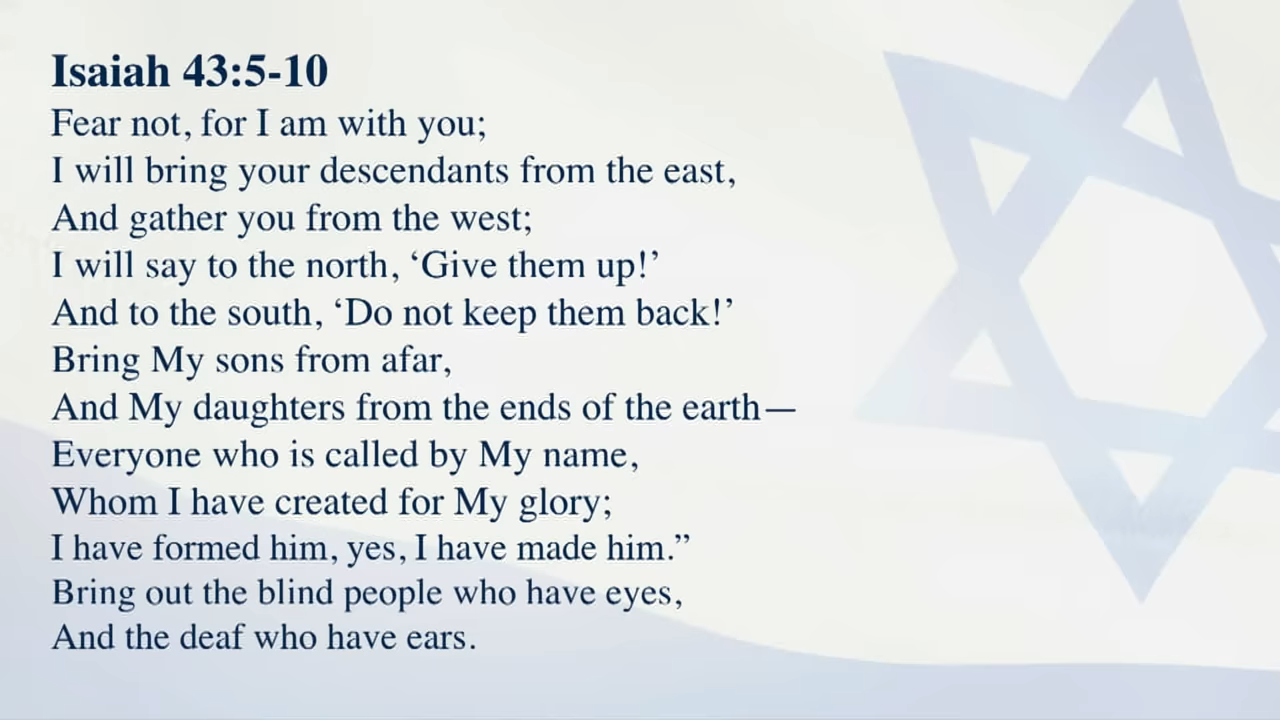 Isaiah 43:5-10
Fear not, for I am with you;
I will bring your descendants from the east,
And gather you from the west;
I will say to the north, ‘Give them up!’
And to the south, ‘Do not keep them back!’
Bring My sons from afar,
And My daughters from the ends of the earth—
Everyone who is called by My name,
Whom I have created for My glory;
I have formed him, yes, I have made him.”
Bring out the blind people who have eyes,
And the deaf who have ears.